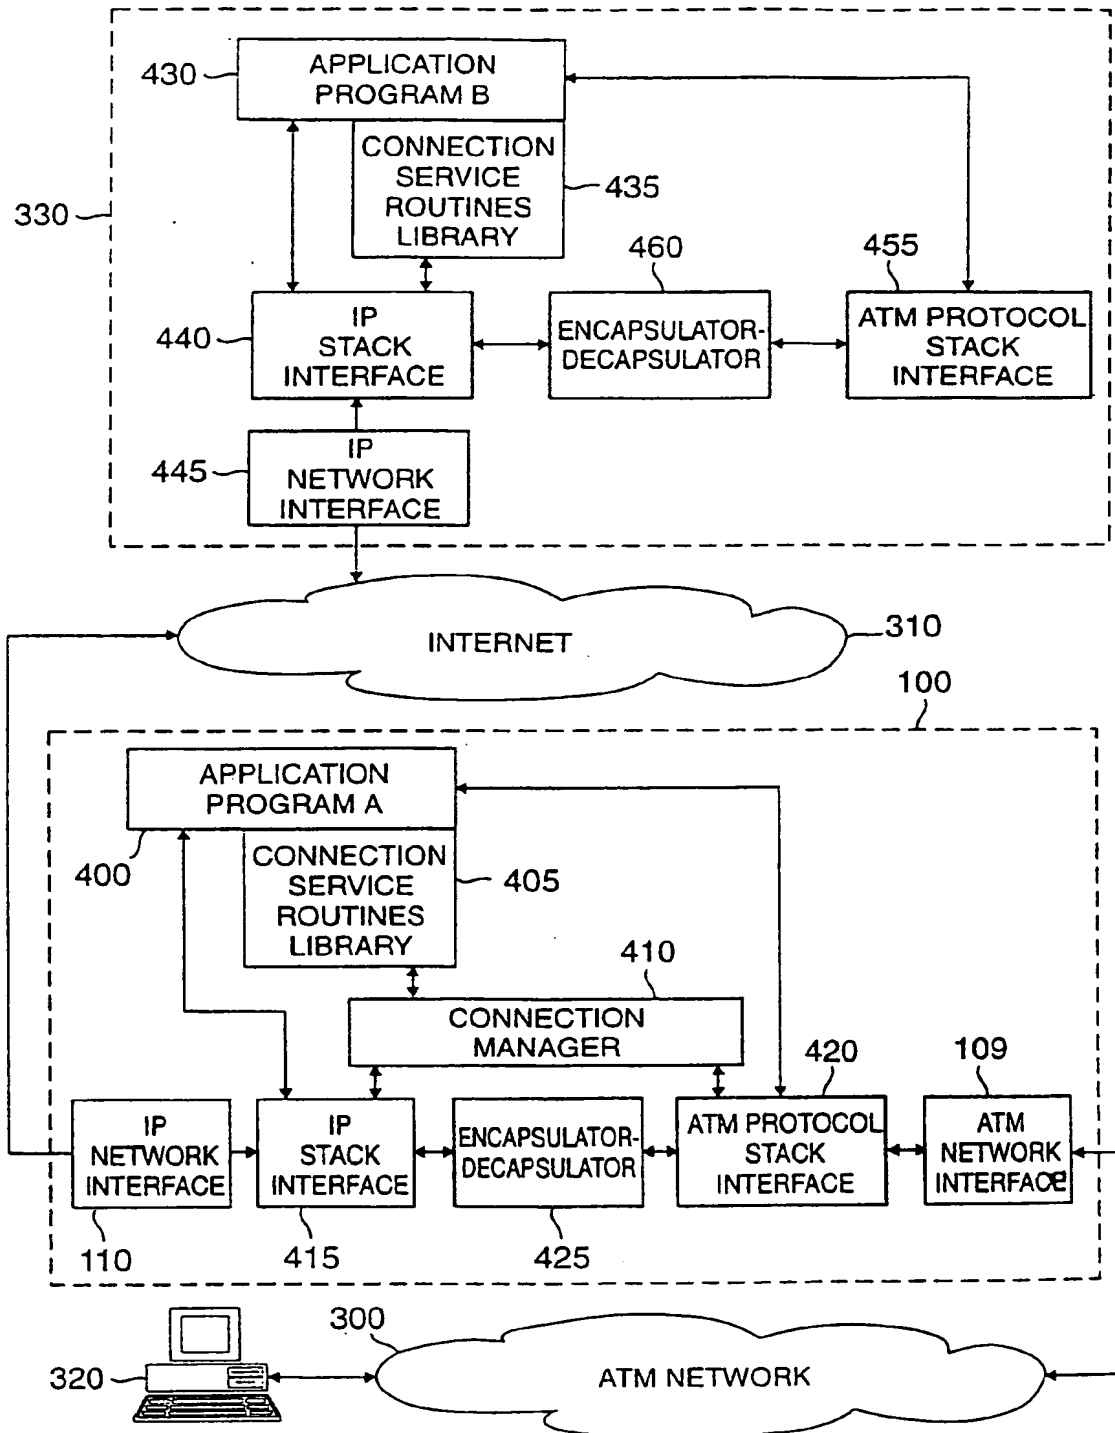 430
APPLICATION
PROGRAM B
CONNECTION
SERVICE
ROUTINES
LIBRARY
435
330
460
455
440
IP
STACK
INTERFACE
ENCAPSULATOR-
DECAPSULATOR
ATM PROTOCOL
STACK
INTERFACE
445
IP
NETWORK
INTERFACE
INTERNET
310
100
APPLICATION
PROGRAM A
400
CONNECTION
SERVICE
ROUTINES
LIBRARY
405
410
CONNECTION
MANAGER
420
109
IP
NETWORK
INTERFACE
IP
STACK
INTERFACE
ENCAPSULATOR-
DECAPSULATOR
ATM PROTOCOL
STACK
INTERFACE
ATM
NETWORK
INTERFACe
110
415
425
300
320
ATM NETWORK